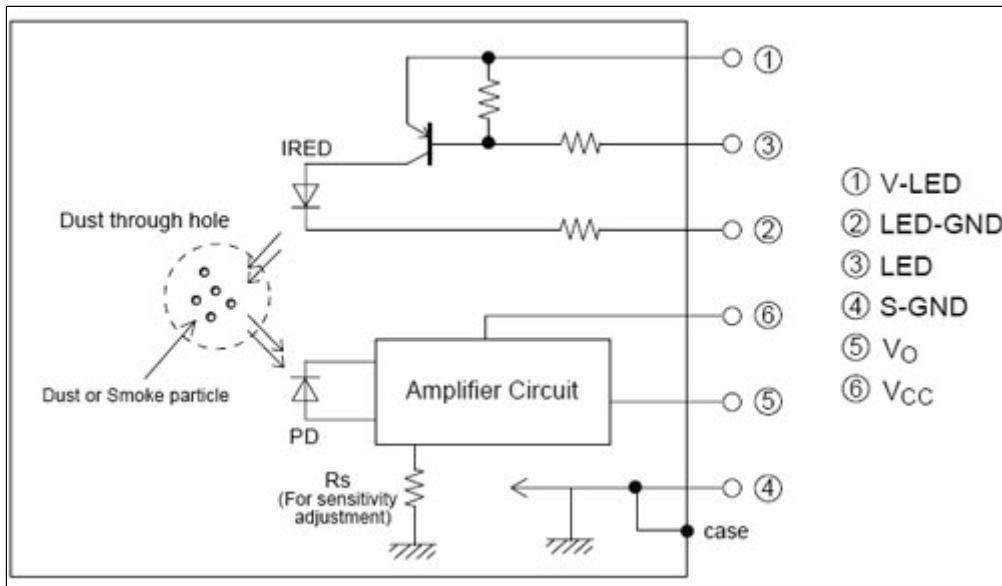 ①
③
IRED
②
Dust through hole
⑥
Amplifier Circuit
⑤
Dust or Smoke particle
PD
Rs
(For sensitivity
adjustment)
④
case
① V-LED
② LED-GND
③ LED
④ S-GND
⑤ VO
⑥ VCC